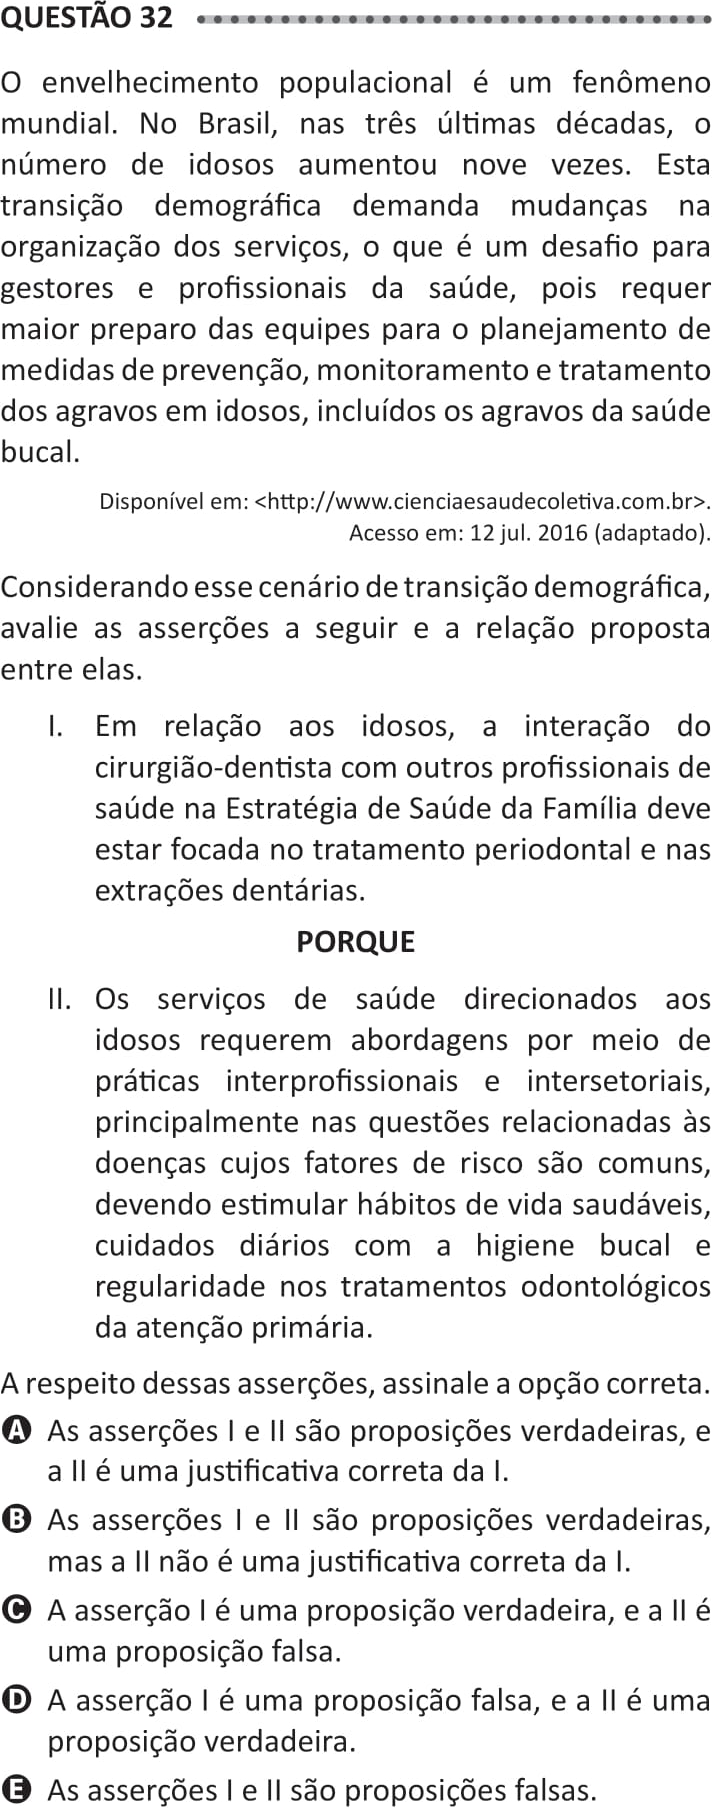 QUESTÃO 32
O envelhecimento populacional é um fenômeno
mundial. No Brasil, nas três últimas décadas, o
número de idosos aumentou nove vezes. Esta
transição demográfica demanda mudanças na
organização dos serviços, o que é um desafio para
gestores e profissionais da saúde, pois requer
maior preparo das equipes para o planejamento de
medidas de prevenção, monitoramento e tratamento
dos agravos em idosos, incluídos os agravos da saúde
bucal.
Disponível em: <http://www.cienciaesaudecoletiva.com.br>.
Acesso em: 12 jul. 2016 (adaptado).
Considerando esse cenário de transição demográfica,
avalie as asserções a seguir e a relação proposta
entre elas.
I. Em relação aos idosos, a interação do
cirurgião-dentista com outros profissionais de
saúde na Estratégia de Saúde da Família deve
estar focada no tratamento periodontal e nas
extrações dentárias.
PORQUE
II. Os serviços de saúde direcionados aos
idosos requerem abordagens por meio de
práticas interprofissionais e intersetoriais,
principalmente nas questões relacionadas às
doenças cujos fatores de risco são comuns,
devendo estimular hábitos de vida saudáveis,
cuidados diários com a higiene bucal e
regularidade nos tratamentos odontológicos
da atenção primária.
A respeito dessas asserções, assinale a opção correta.
A As asserções I e II são proposições verdadeiras, e
a II é uma justificativa correta da I.
B As asserções I e II são proposições verdadeiras,
mas a II não é uma justificativa correta da I.
C A asserção I é uma proposição verdadeira, e a II é
uma proposição falsa.
D A asserção I é uma proposição falsa, e a II é uma
proposição verdadeira.
E As asserções I e II são proposições falsas.